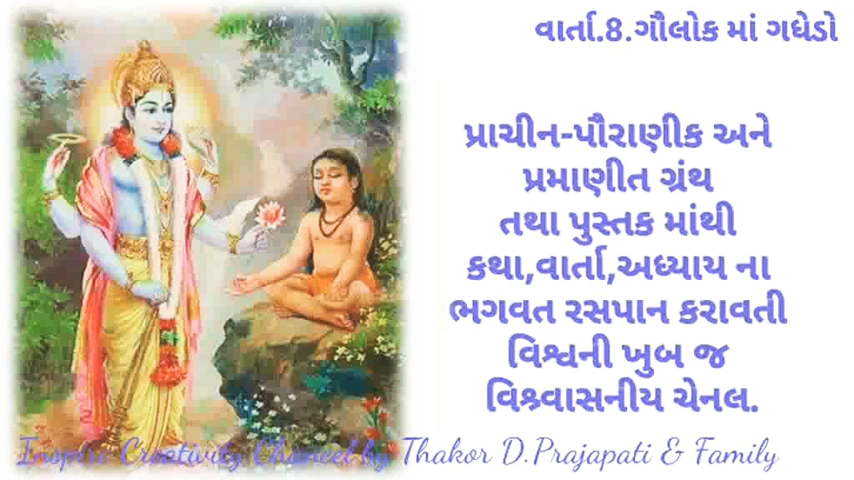 વાર્તા.8.ગૌલોક માં ગધેડો
પ્રાચીન-પૌરાણીક અને
પ્રમાણીત ગ્રંથ
તથા પુસ્તક માંથી
કથા,વાર્તા,અધ્યાય ના
ભગવત રસપાન કરાવતી
વિશ્વની ખુબ જ
વિશ્ર્વાસનીય ચેનલ.
Inspire Creativity Channel by Thakor D.Prajapati & Family